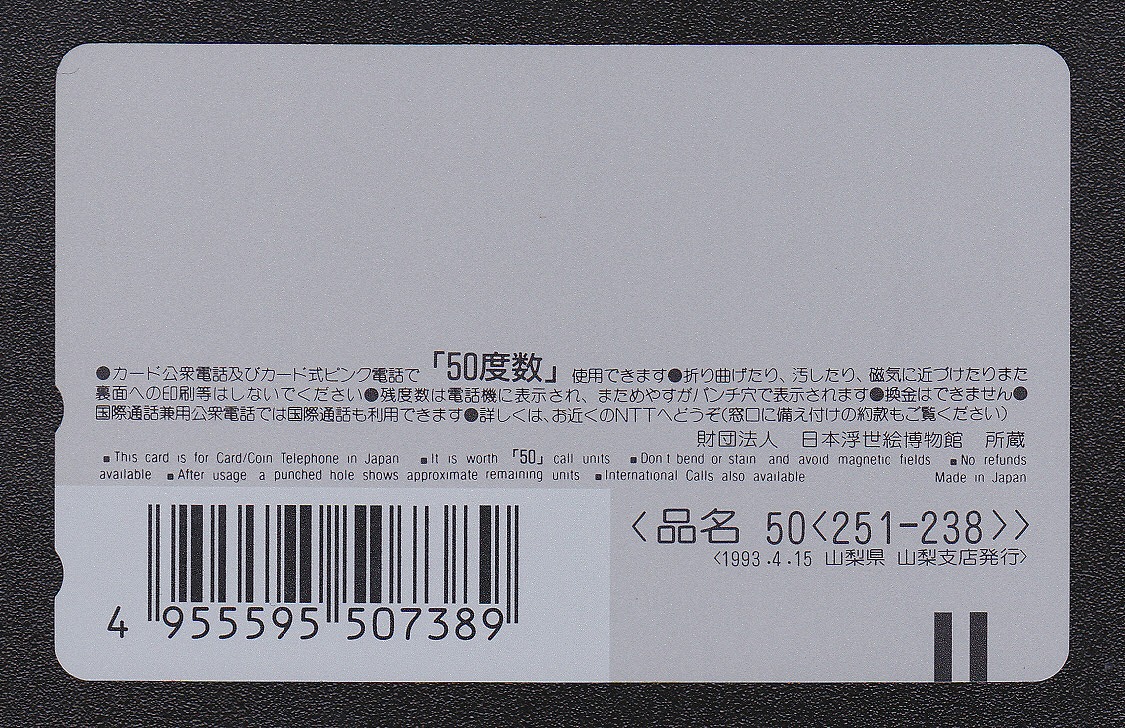 ●カード公衆電話及びカード式ピンク電話で「50度数」使用できます●折り曲げたり、汚したり、磁気に近づけたりまた
裏面への印刷等はしないでください●残度数は電話機に表示され、まためやすがパンチ穴で表示されます●換金はできません●
国際通話兼用公衆電話では国際通話も利用できます●詳しくは、お近くのNTTへどうぞ(窓口に備え付けの約款もご覧ください)
財団法人 日本浮世絵博物館 所蔵
■This card is for Card/Coin Telephone in Japan ■It is worth「50」call units ■Don't bend or stain and avoid magnetic fields ■No refunds
available ■After usage a punched hole shows approximate remaining units ■International Calls also available Made in Japan
〈品名 50〈251-238〉〉
〈1993.4.15 山梨県 山梨支店発行〉
4 955595 507389